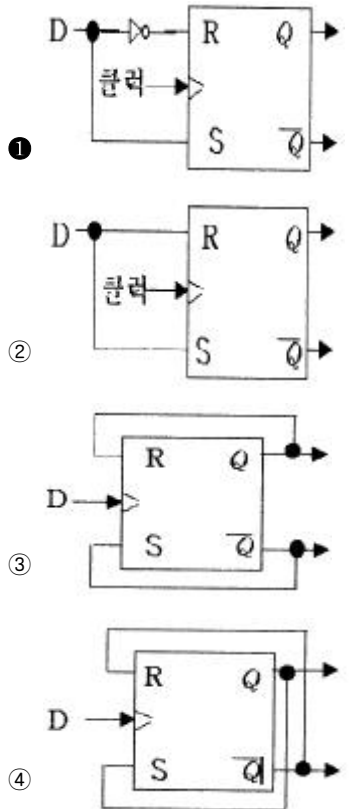 D R Q
클럭
❶ S Q̅
D R Q
클럭
② S Q̅
R Q
D
③ S Q̅
R Q
D
④ S Q̅